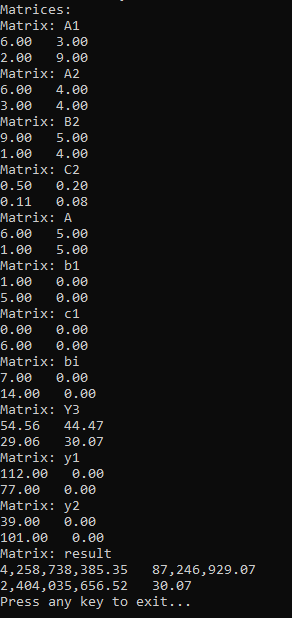 Matrices:
Matrix: A1
6.00 3.00
2.00 9.00
Matrix: A2
6.00 4.00
3.00 4.00
Matrix: B2
9.00 5.00
1.00 4.00
Matrix: C2
0.50 0.20
0.11 0.08
Matrix: A
6.00 5.00
1.00 5.00
Matrix: b1
1.00 0.00
5.00 0.00
Matrix: c1
0.00 0.00
6.00 0.00
Matrix: bi
7.00 0.00
14.00 0.00
Matrix: Y3
54.56 44.47
29.06 30.07
Matrix: y1
112.00 0.00
77.00 0.00
Matrix: y2
39.00 0.00
101.00 0.00
Matrix: result
4,258,738,385.35 87,246,929.07
2,404,035,656.52 30.07
Press any key to exit...